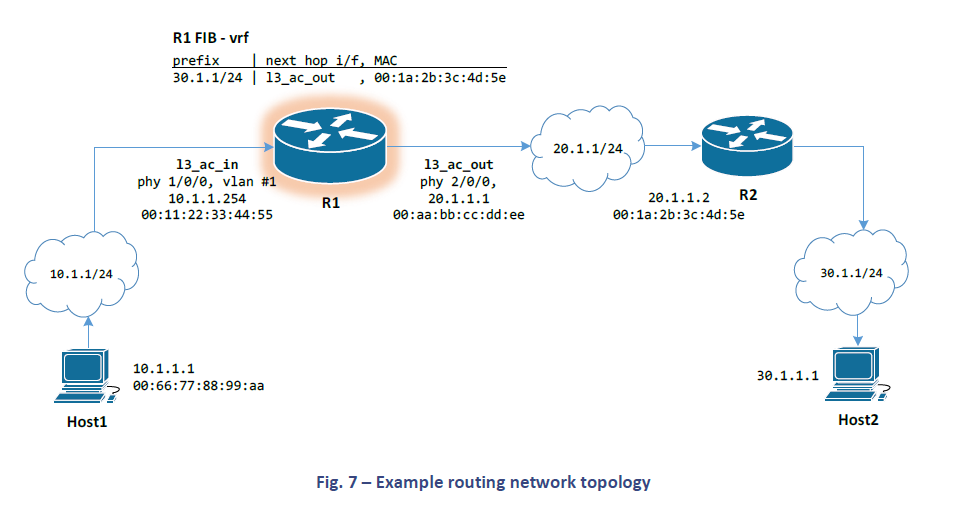 R1 FIB - vrf
prefix | next hop i/f, MAC
30.1.1/24 | l3_ac_out , 00:1a:2b:3c:4d:5e
l3_ac_in
phy 1/0/0, vlan #1
10.1.1.254
00:11:22:33:44:55
R1
l3_ac_out
phy 2/0/0,
20.1.1.1
00:aa:bb:cc:dd:ee
20.1.1/24
20.1.1.2
00:1a:2b:3c:4d:5e
R2
10.1.1/24
30.1.1/24
10.1.1.1
00:66:77:88:99:aa
Host1
30.1.1.1
Host2
Fig. 7 – Example routing network topology